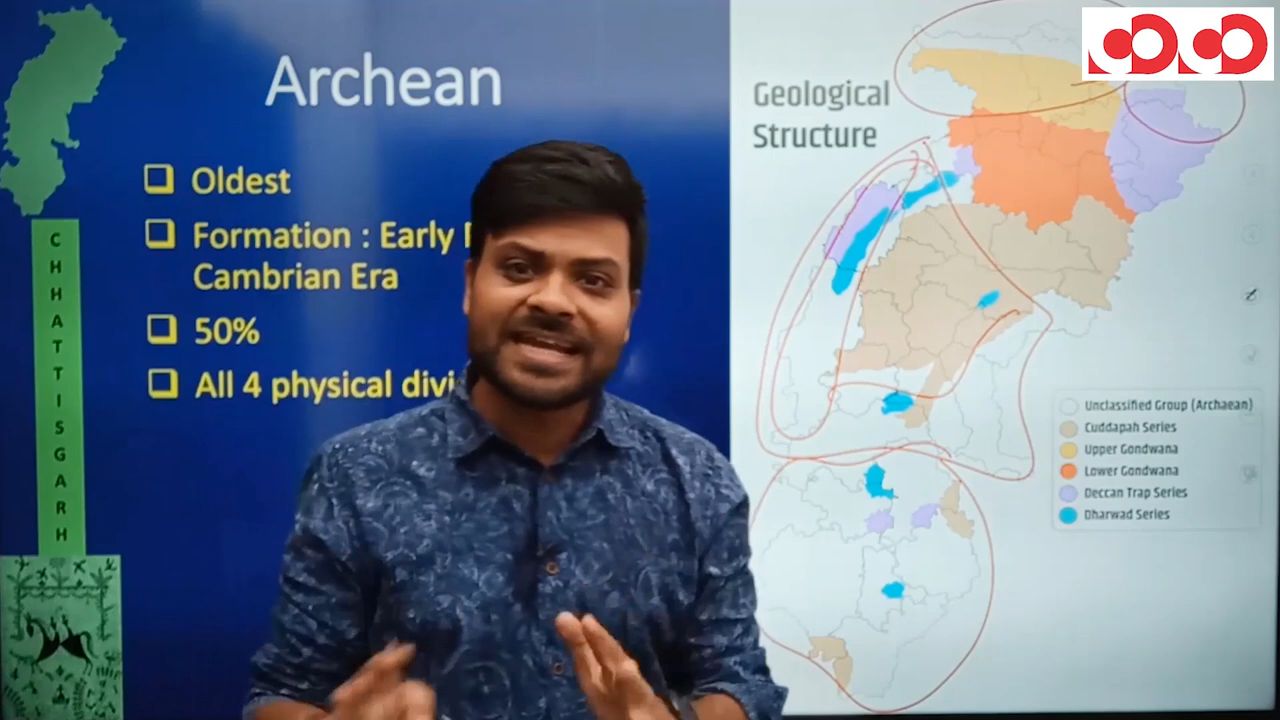 Archean
Oldest
Formation : Early
Cambrian Era
50%
All 4 physical
CHHATTISGARH
Geological
Structure
Unclassified Group (Archaean)
Cuddapah Series
Upper Gondwana
Lower Gondwana
Deccan Trap Series
Dharwad Series